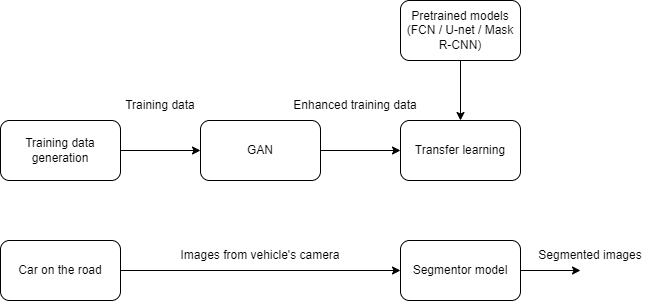 Pretrained models
(FCN / U-net / Mask
R-CNN)
Training data
Enhanced training data
Training data
generation
GAN
Transfer learning
Images from vehicle's camera
Segmented images
Car on the road
Segmentor model